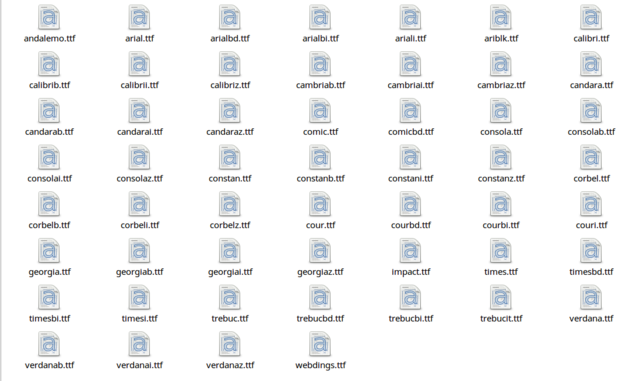 andalemo.ttf arial.ttf arialbd.ttf arialbi.ttf ariali.ttf ariblk.ttf calibri.ttf
calibrib.ttf calibrii.ttf calibriz.ttf cambriab.ttf cambriai.ttf cambriaz.ttf candara.ttf
candarab.ttf candarai.ttf candaraz.ttf comic.ttf comicbd.ttf consola.ttf consolab.ttf
consolai.ttf consolaz.ttf constan.ttf constanb.ttf constani.ttf constanz.ttf corbel.ttf
corbelb.ttf corbeli.ttf corbelz.ttf cour.ttf courbd.ttf courbi.ttf couri.ttf
georgia.ttf georgiab.ttf georgiai.ttf georgiaz.ttf impact.ttf times.ttf timesbd.ttf
timesbi.ttf timesi.ttf trebuc.ttf trebucbd.ttf trebucbi.ttf trebucit.ttf verdana.ttf
verdanab.ttf verdanai.ttf verdanaz.ttf webdings.ttf